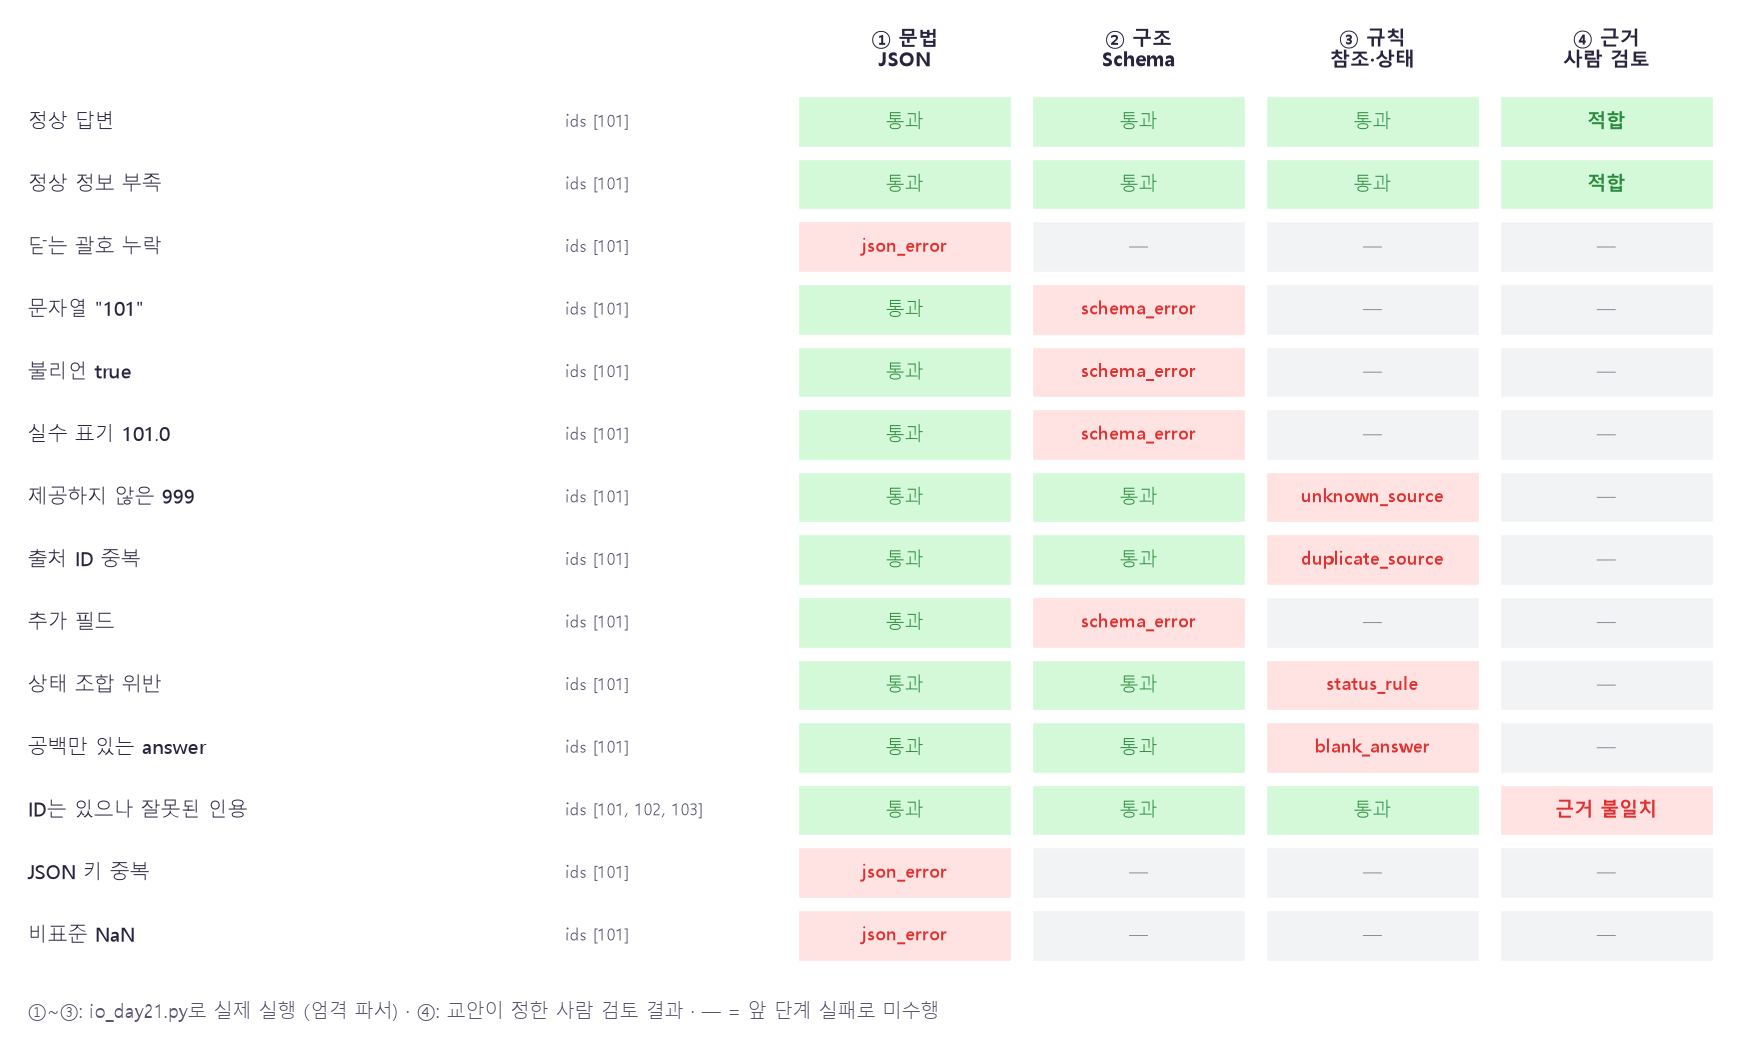 ① 문법 ② 구조 ③ 규칙 ④ 근거
JSON Schema 참조·상태 사람 검토
정상 답변 ids [101] 통과 통과 통과 적합
정상 정보 부족 ids [101] 통과 통과 통과 적합
닫는 괄호 누락 ids [101] json_error — — —
문자열 "101" ids [101] 통과 schema_error — —
불리언 true ids [101] 통과 schema_error — —
실수 표기 101.0 ids [101] 통과 schema_error — —
제공하지 않은 999 ids [101] 통과 통과 unknown_source —
출처 ID 중복 ids [101] 통과 통과 duplicate_source —
추가 필드 ids [101] 통과 schema_error — —
상태 조합 위반 ids [101] 통과 통과 status_rule —
공백만 있는 answer ids [101] 통과 통과 blank_answer —
ID는 있으나 잘못된 인용 ids [101, 102, 103] 통과 통과 통과 근거 불일치
JSON 키 중복 ids [101] json_error — — —
비표준 NaN ids [101] json_error — — —
①~③: io_day21.py로 실제 실행 (엄격 파서) · ④: 교안이 정한 사람 검토 결과 · — = 앞 단계 실패로 미수행